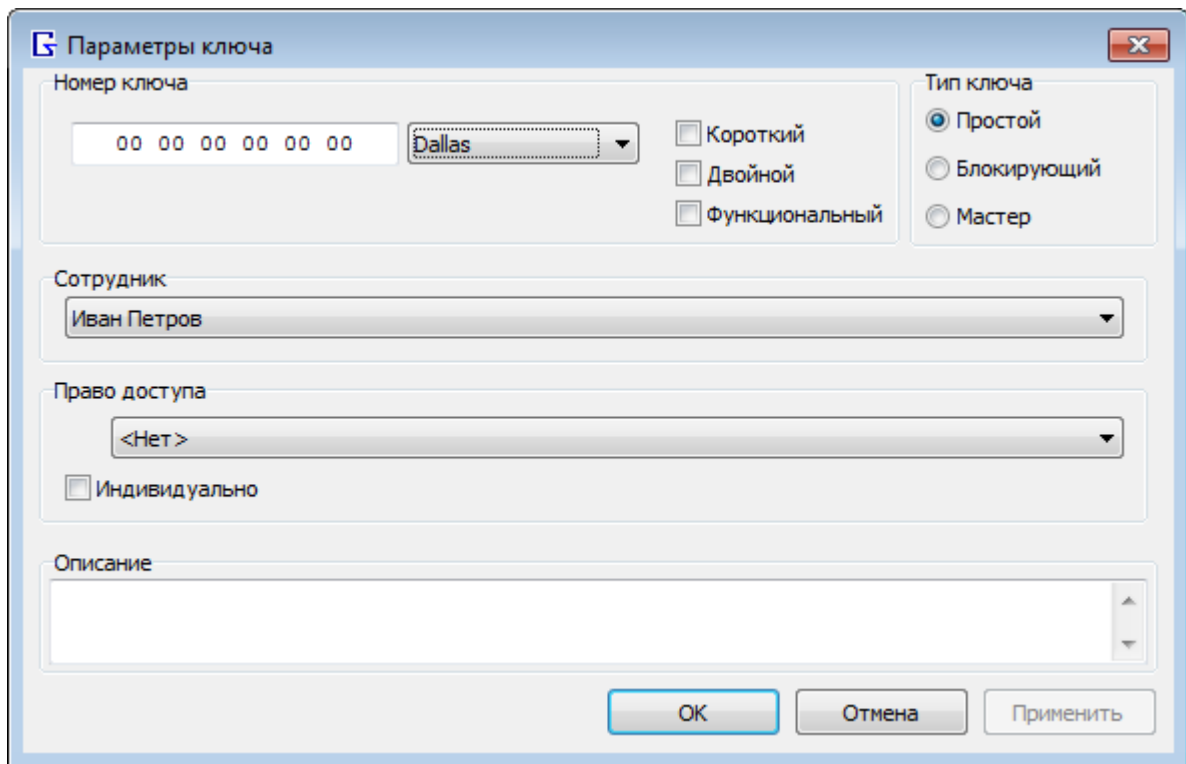 Параметры ключа
Номер ключа
00 00 00 00 00 00
Dallas
Короткий
Двойной
Функциональный
Тип ключа
Простой
Блокирующий
Мастер
Сотрудник
Иван Петров
Право доступа
<Нет>
Индивидуально
Описание
OK
Отмена
Применить